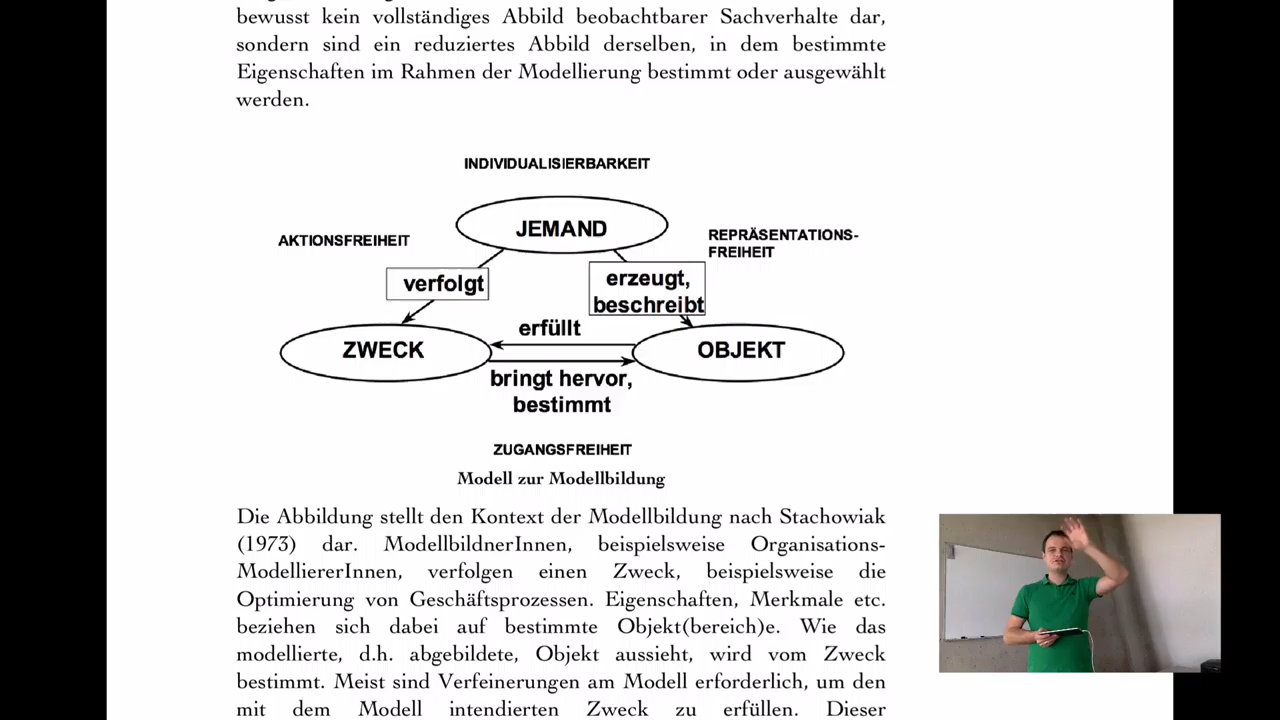 bewusst kein vollständiges Abbild beobachtbarer Sachverhalte dar,
sondern sind ein reduziertes Abbild derselben, in dem bestimmte
Eigenschaften im Rahmen der Modellierung bestimmt oder ausgewählt
werden.
INDIVIDUALISIERBARKEIT
JEMAND
AKTIONSFREIHEIT
REPRÄSENTATIONS-
FREIHEIT
verfolgt
erzeugt,
beschreibt
erfüllt
ZWECK
OBJEKT
bringt hervor,
bestimmt
ZUGANGSFREIHEIT
Modell zur Modellbildung
Die Abbildung stellt den Kontext der Modellbildung nach Stachowiak
(1973) dar. ModellbildnerInnen, beispielsweise Organisations-
ModelliererInnen, verfolgen einen Zweck, beispielsweise die
Optimierung von Geschäftsprozessen. Eigenschaften, Merkmale etc.
beziehen sich dabei auf bestimmte Objekt(bereich)e. Wie das
modellierte, d.h. abgebildete, Objekt aussieht, wird vom Zweck
bestimmt. Meist sind Verfeinerungen am Modell erforderlich, um den
mit dem Modell intendierten Zweck zu erfüllen. Dieser